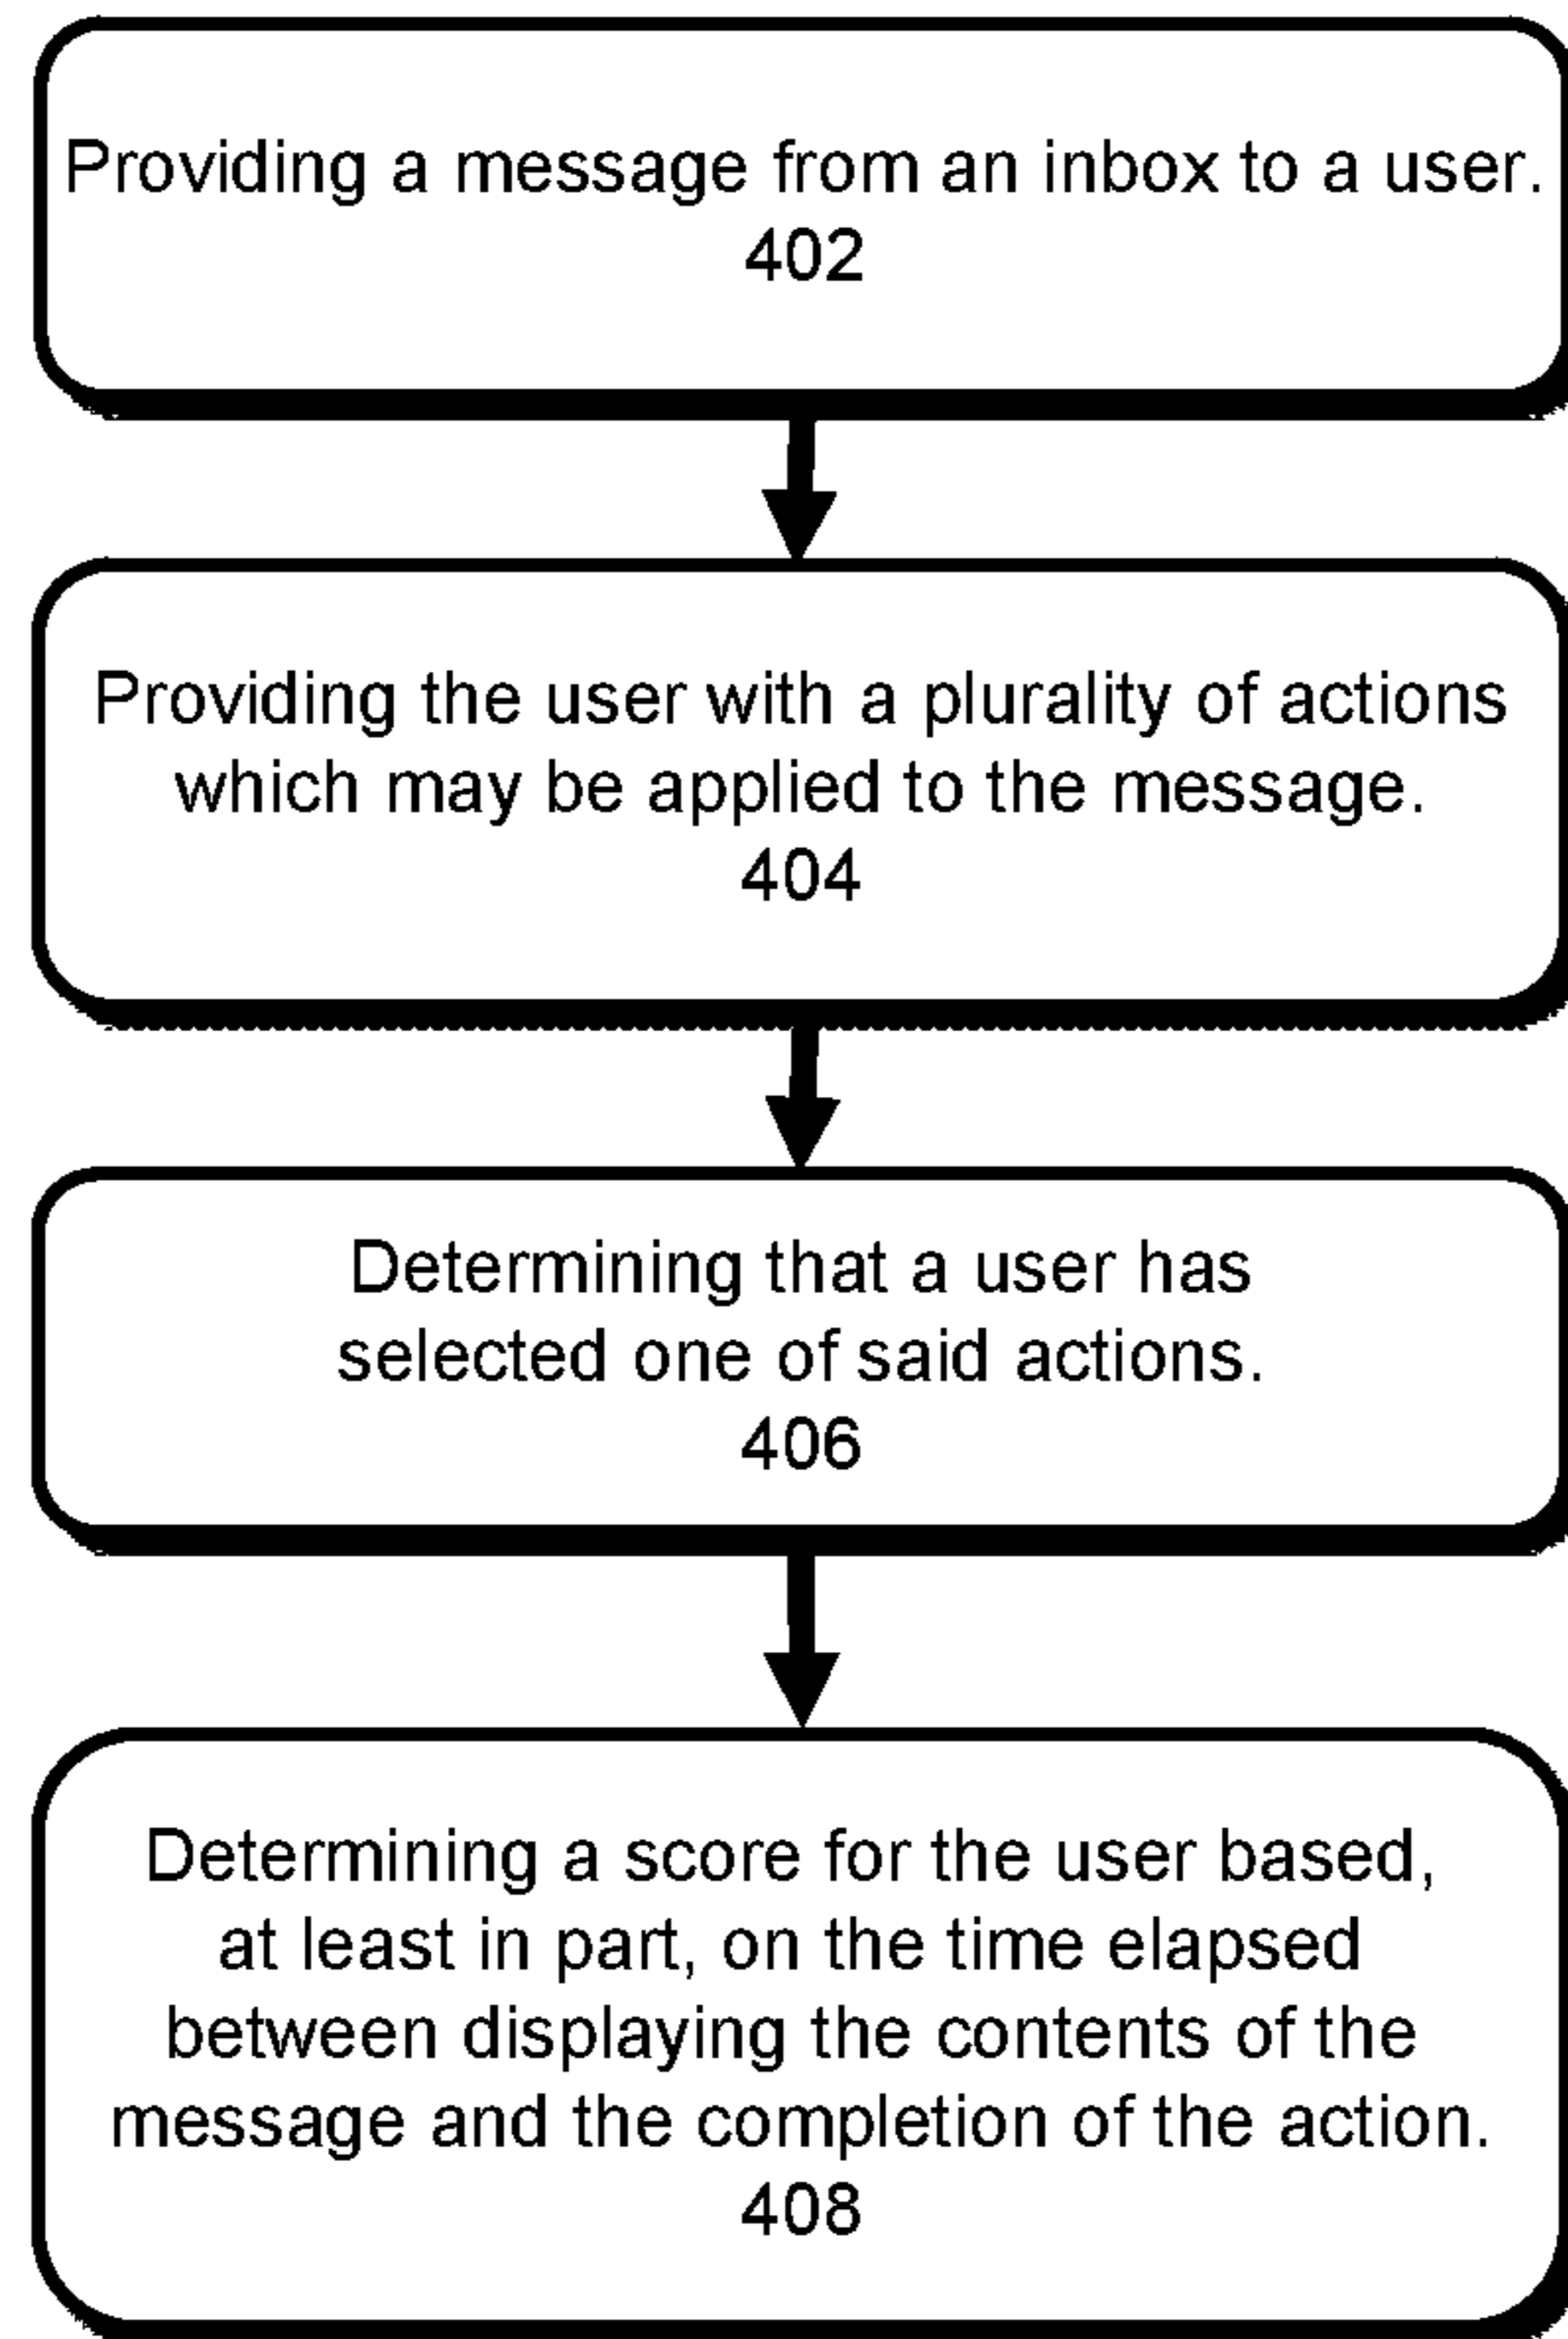 Providing a message from an inbox to a user.
402
Providing the user with a plurality of actions
which may be applied to the message.
404
Determining that a user has
selected one of said actions.
406
Determining a score for the user based,
at least in part, on the time elapsed
between displaying the contents of the
message and the completion of the action.
408